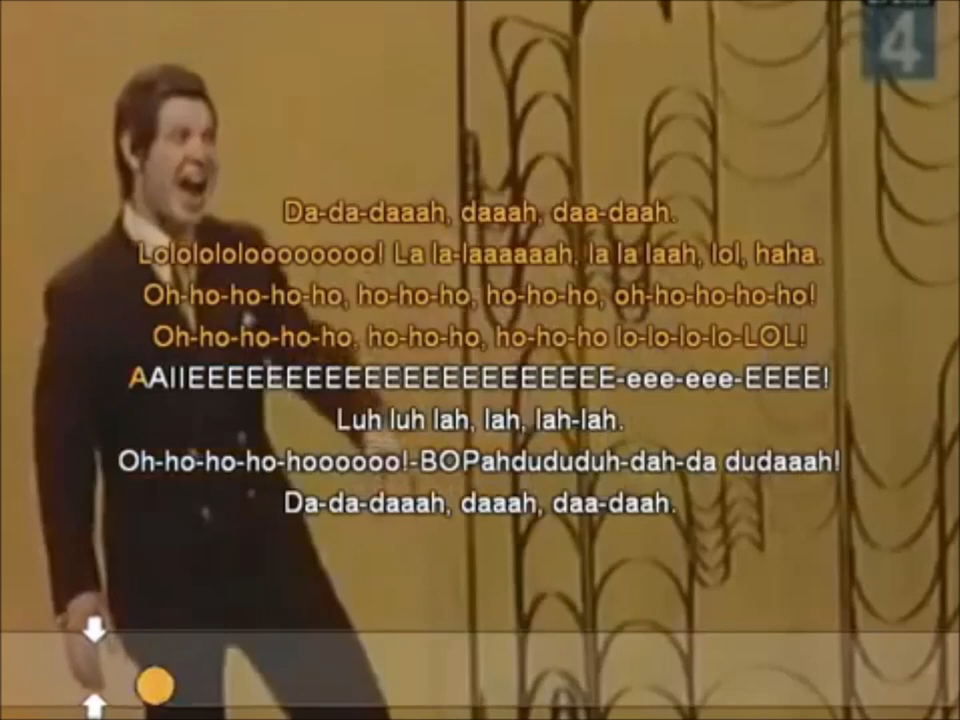 4
Da-da-daaah, daaah, daa-daah.
Lololololoooooooo! La la-laaaaaah, la la laah, lol, haha.
Oh-ho-ho-ho-ho, ho-ho-ho, ho-ho-ho, oh-ho-ho-ho-ho!
Oh-ho-ho-ho-ho, ho-ho-ho, ho-ho-ho lo-lo-lo-lo-LOL!
AAIIEEEEEEEEEEEEEEEEEEEEEE-eee-eee-EEEE!
Luh luh lah, lah, lah-lah.
Oh-ho-ho-ho-hoooooo!-BOPahdududuh-dah-da dudaaah!
Da-da-daaah, daaah, daa-daah.